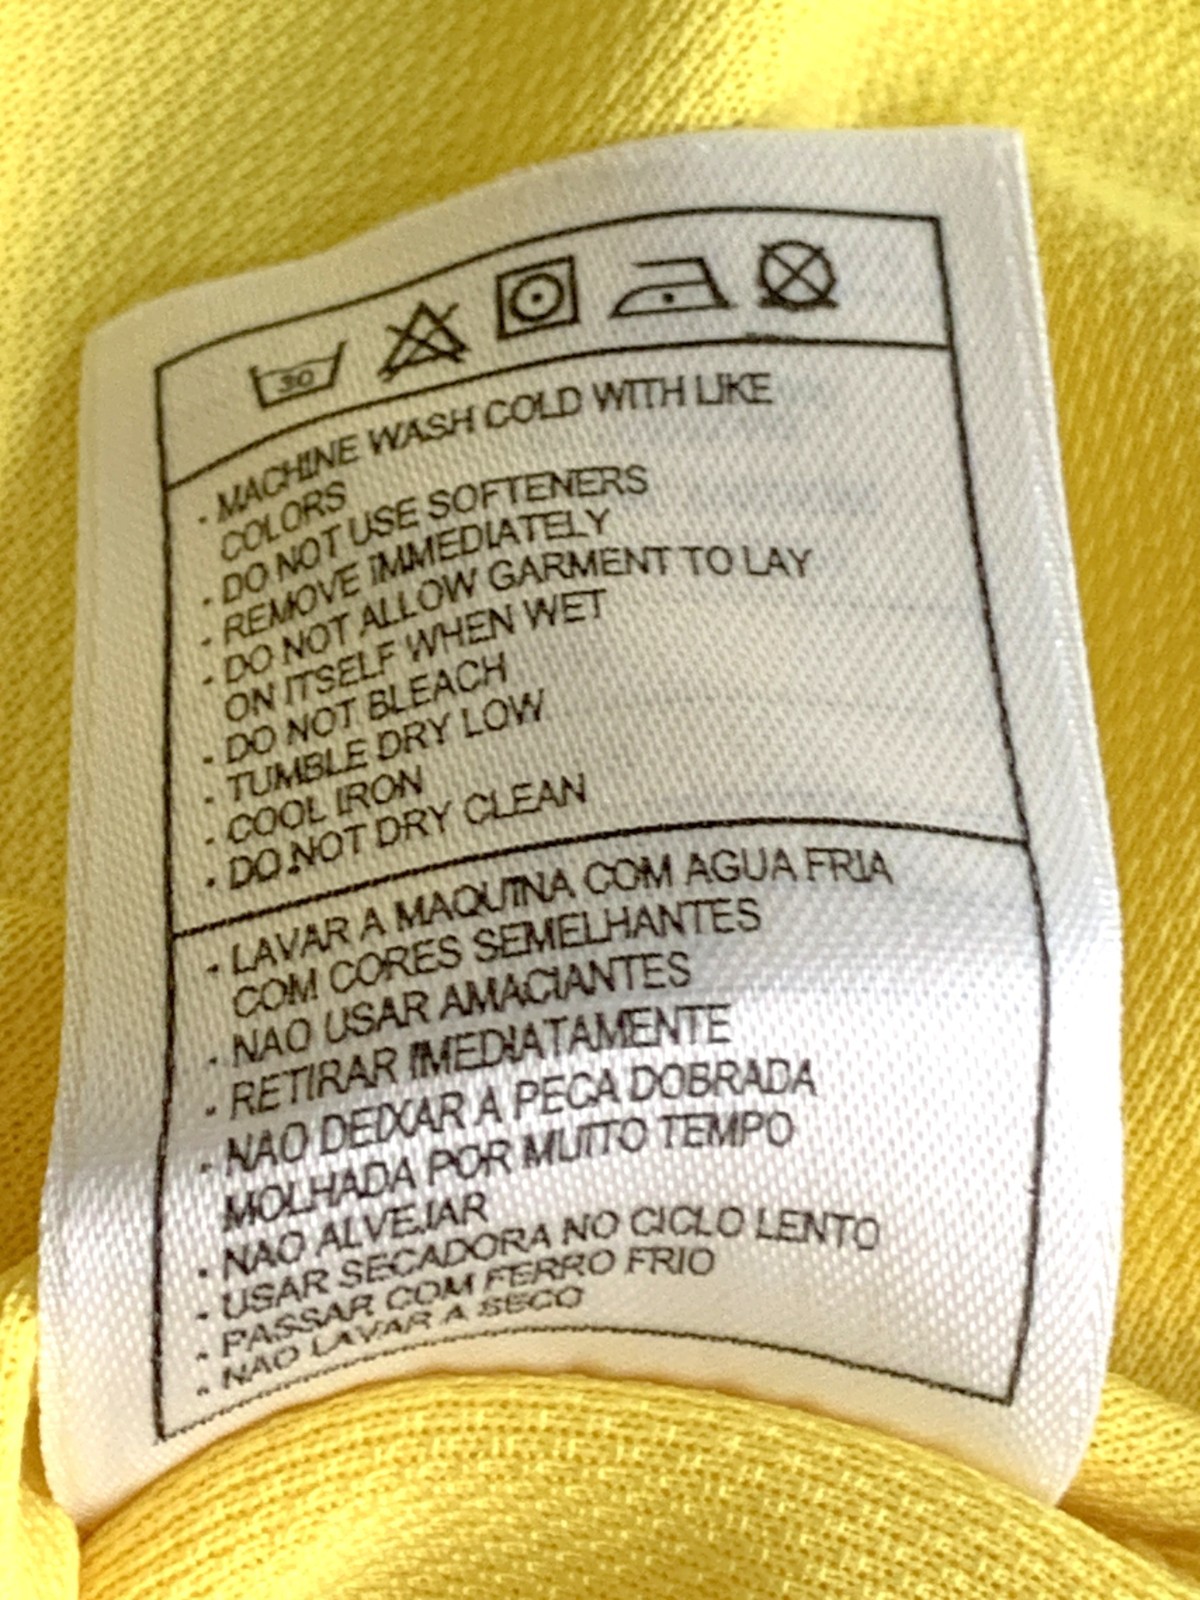 30
- MACHINE WASH COLD WITH LIKE
COLORS
- DO NOT USE SOFTENERS
- REMOVE IMMEDIATELY
- DO NOT ALLOW GARMENT TO LAY
ON ITSELF WHEN WET
- DO NOT BLEACH
- TUMBLE DRY LOW
- COOL IRON
- DO NOT DRY CLEAN
- LAVAR A MAQUINA COM AGUA FRIA
COM CORES SEMELHANTES
- NAO USAR AMACIANTES
- RETIRAR IMEDIATAMENTE
- NAO DEIXAR A PECA DOBRADA
MOLHADA POR MUITO TEMPO
- NAO ALVEJAR
- USAR SECADORA NO CICLO LENTO
- PASSAR COM FERRO FRIO
- NAO LAVAR A SECO